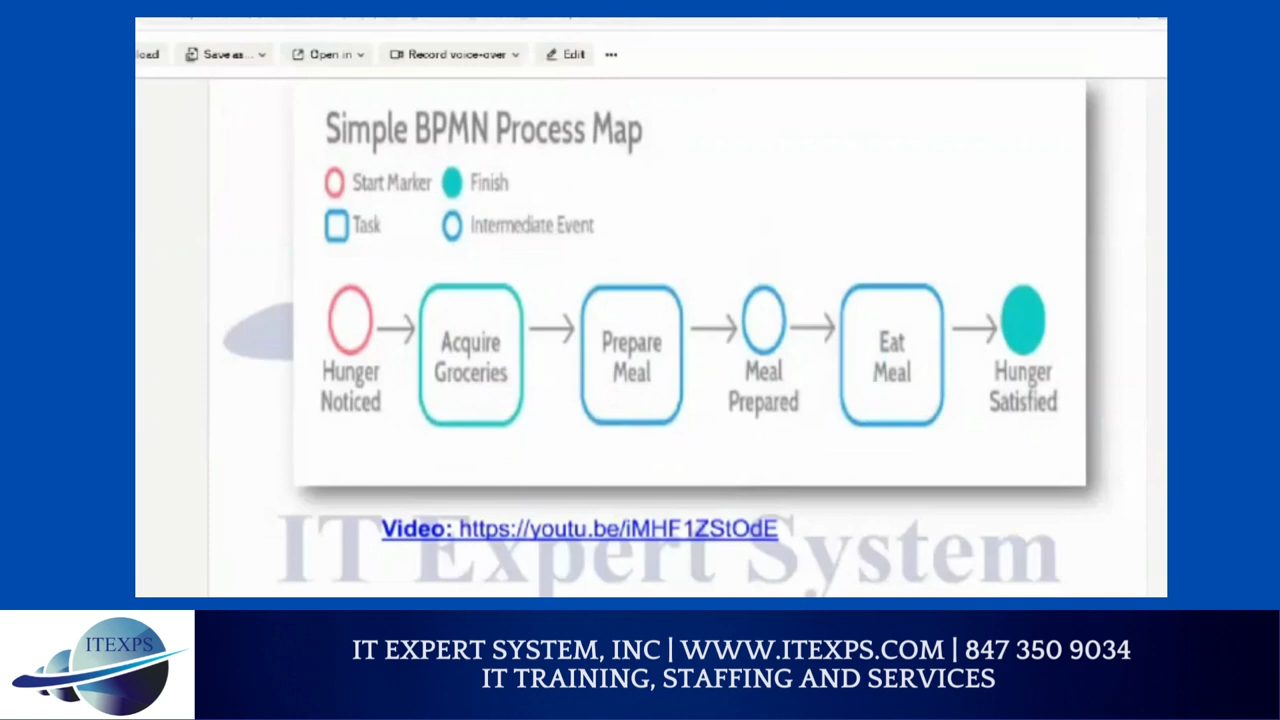 Save as...
Open in
Record voice-over
Edit
Simple BPMN Process Map
Start Marker
Finish
Task
Intermediate Event
Hunger
Noticed
Acquire
Groceries
Prepare
Meal
Meal
Prepared
Eat
Meal
Hunger
Satisfied
Video: https://youtu.be/iMHF1ZStOdE
IT Expert System
ITEXPS
IT EXPERT SYSTEM, INC | WWW.ITEXPS.COM | 847 350 9034
IT TRAINING, STAFFING AND SERVICES